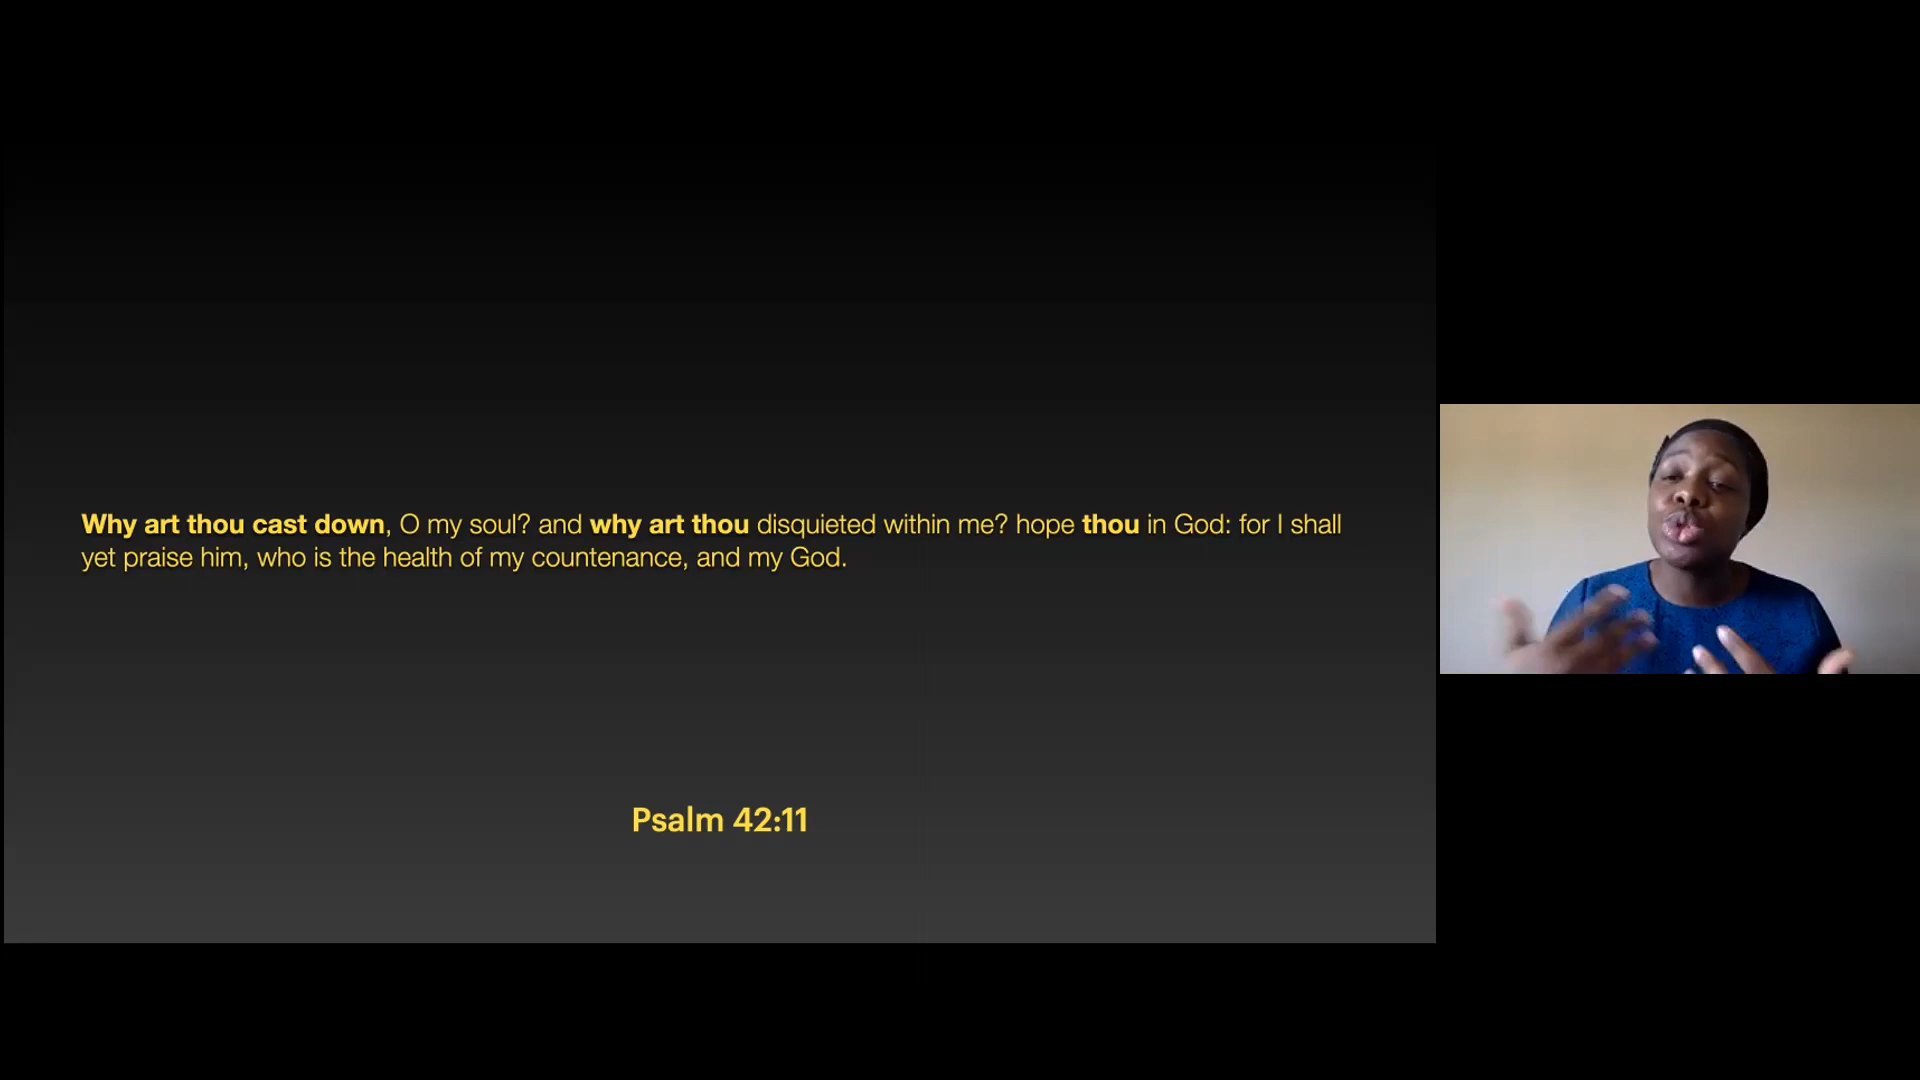 Why art thou cast down, O my soul? and why art thou disquieted within me? hope thou in God: for I shall
yet praise him, who is the health of my countenance, and my God.
Psalm 42:11